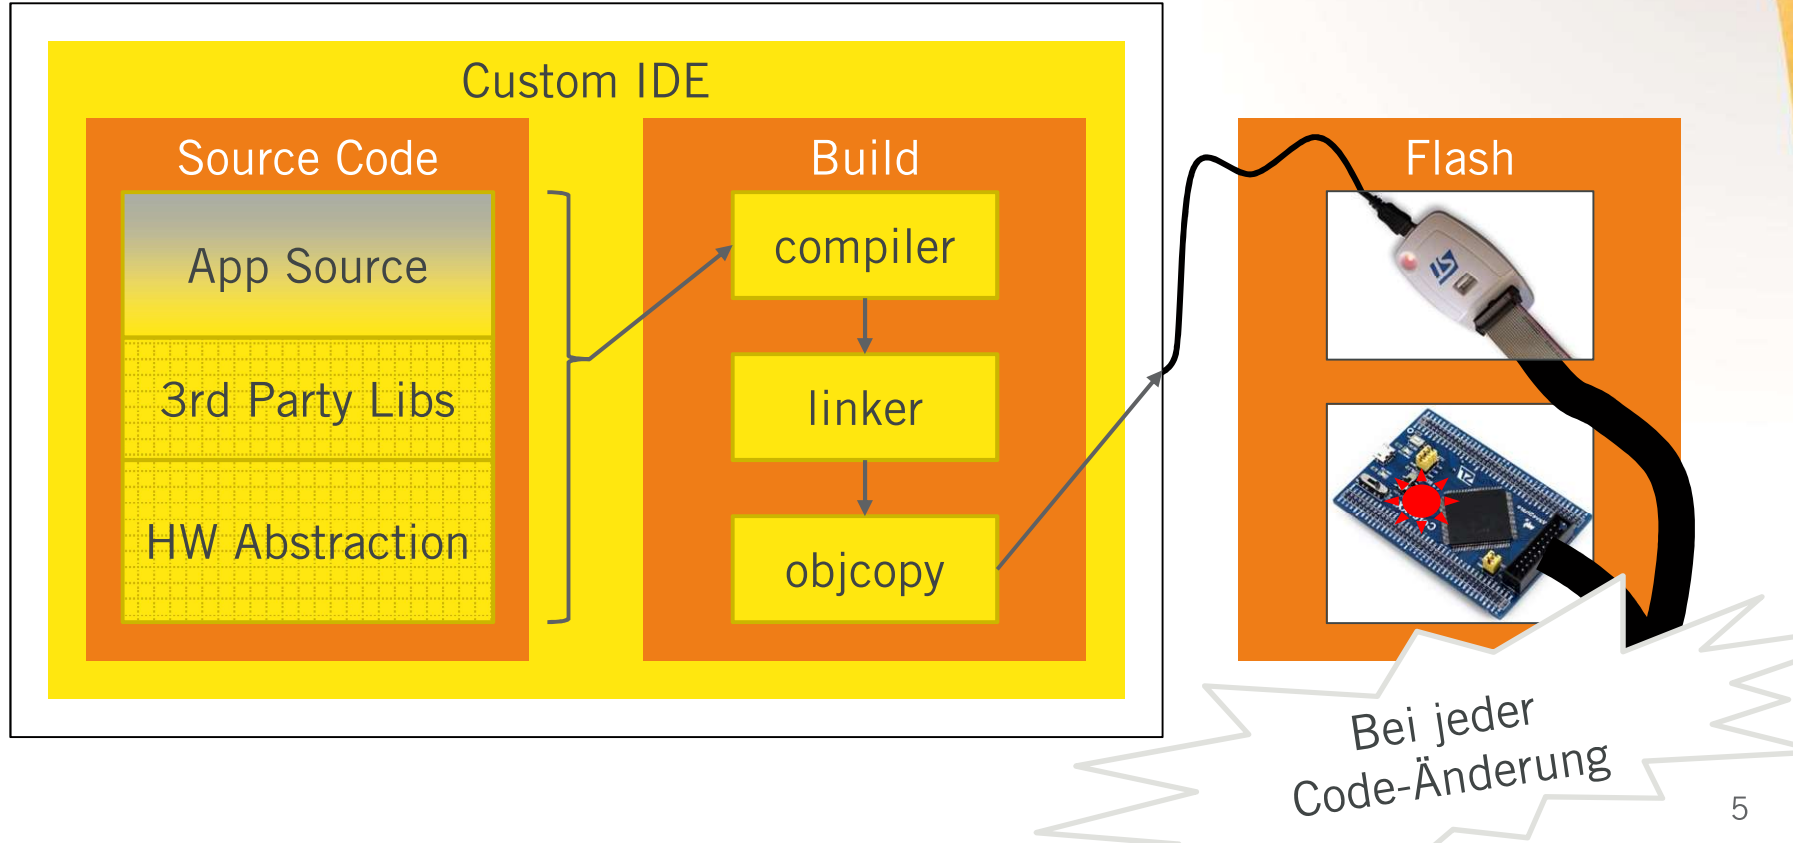 Custom IDE
Source Code
App Source
3rd Party Libs
HW Abstraction
Build
compiler
linker
objcopy
Flash
Bei jeder
Code-Änderung
5